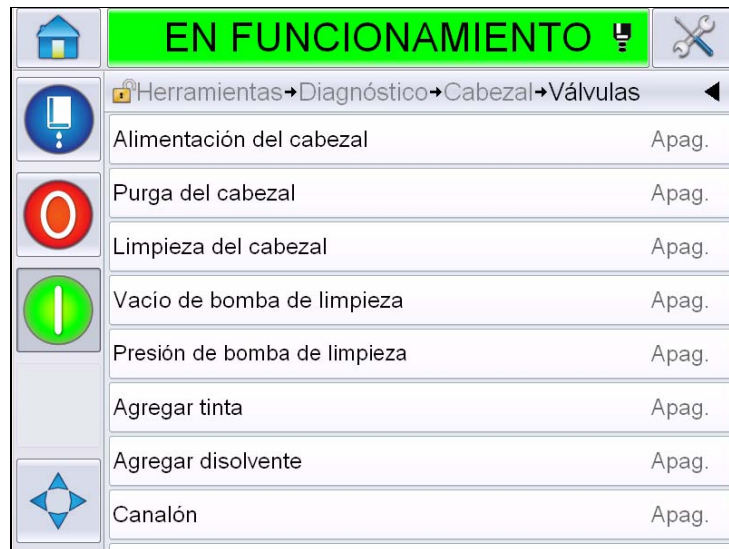 EN FUNCIONAMIENTO
Herramientas→Diagnóstico→Cabezal→Válvulas
Alimentación del cabezal Apag.
Purga del cabezal Apag.
Limpieza del cabezal Apag.
Vacío de bomba de limpieza Apag.
Presión de bomba de limpieza Apag.
Agregar tinta Apag.
Agregar disolvente Apag.
Canalón Apag.